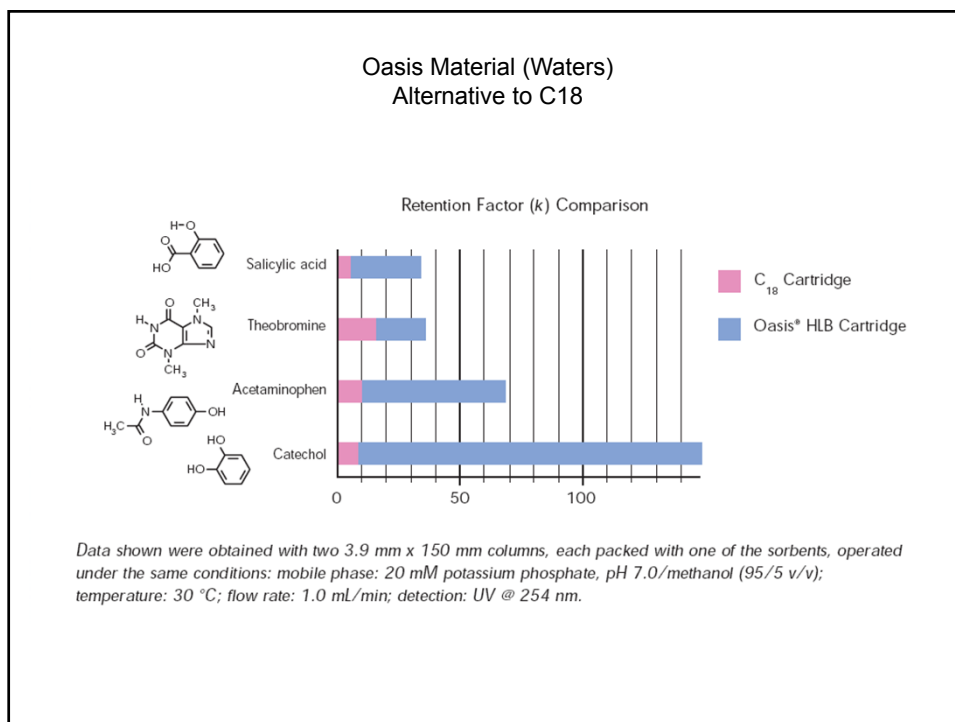 Oasis Material (Waters)
Alternative to C18
Retention Factor (k) Comparison
H-O
O
HO
Salicylic acid
C18 Cartridge
O
CH3
H
N
N
Theobromine
Oasis® HLB Cartridge
O
N
N
CH3
Acetaminophen
H
N
OH
H3C
O
HO
HO
Catechol
0
50
100
Data shown were obtained with two 3.9 mm x 150 mm columns, each packed with one of the sorbents, operated
under the same conditions: mobile phase: 20 mM potassium phosphate, pH 7.0/methanol (95/5 v/v);
temperature: 30 °C; flow rate: 1.0 mL/min; detection: UV @ 254 nm.